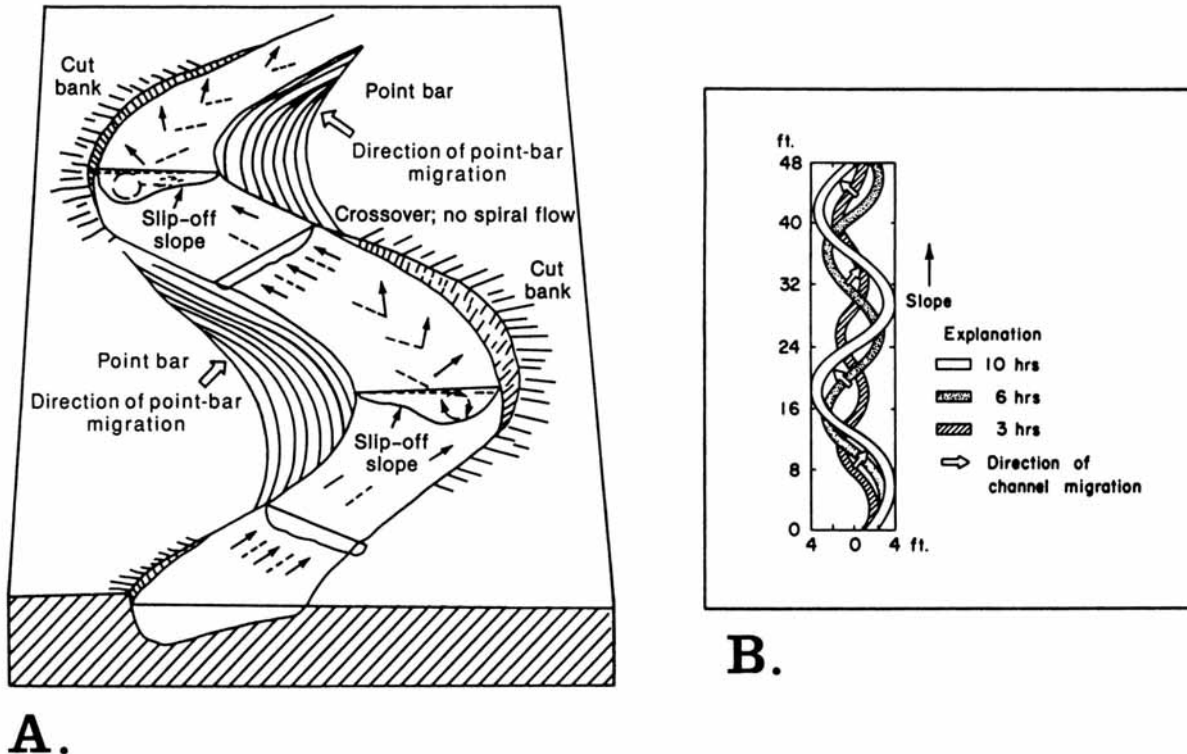 Cut
bank
Point bar
Direction of point-bar
migration
Slip-off
slope
Crossover; no spiral flow
Cut
bank
Point bar
Direction of point-bar
migration
Slip-off
slope
A.
ft.
48
40
32
24
16
8
0
4 0 4 ft.
Slope
Explanation
10 hrs
6 hrs
3 hrs
Direction of
channel migration
B.